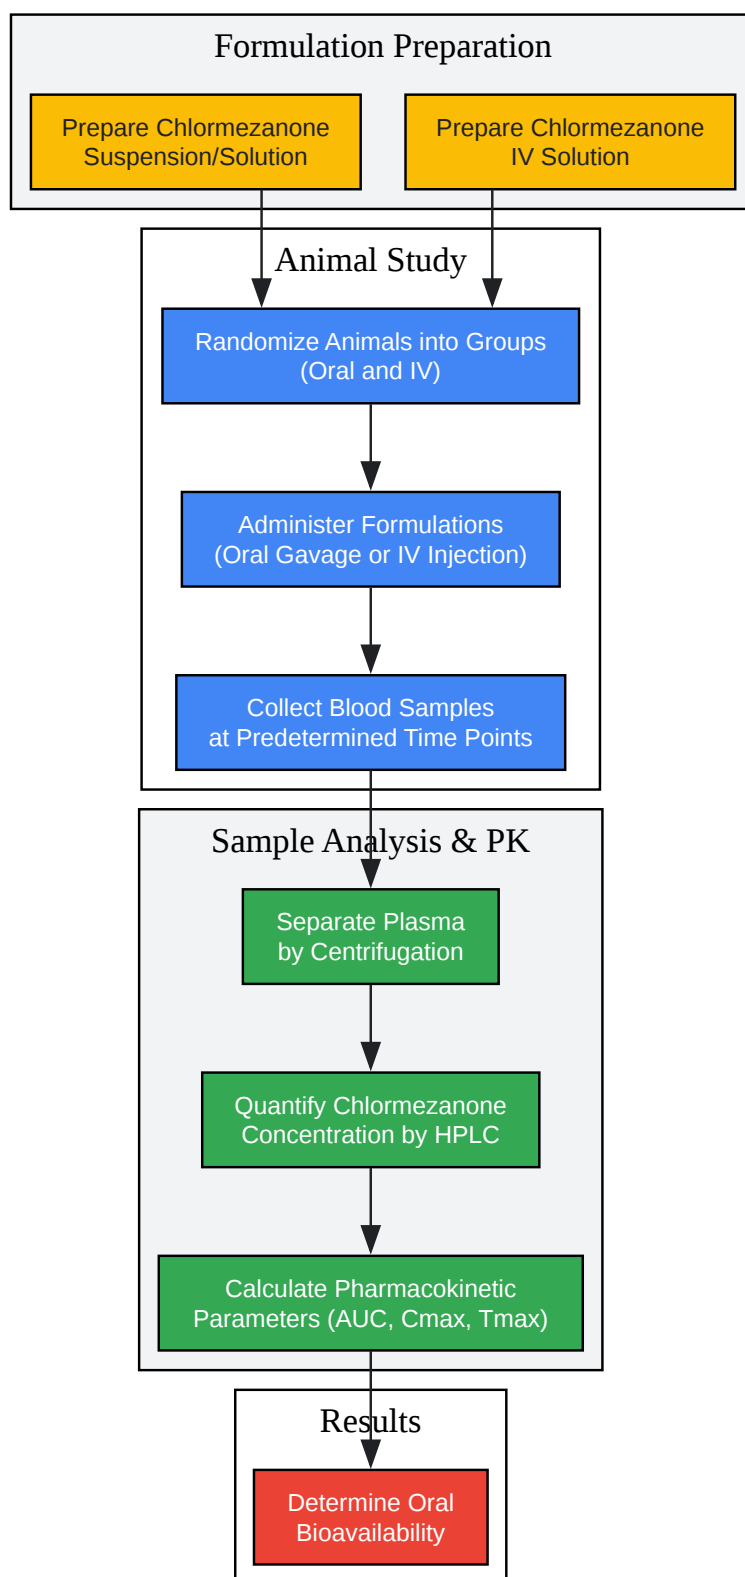 Formulation Preparation
Prepare Chlormezanone
Suspension/Solution
Prepare Chlormezanone
IV Solution
Animal Study
Randomize Animals into Groups
(Oral and IV)
Administer Formulations
(Oral Gavage or IV Injection)
Collect Blood Samples
at Predetermined Time Points
Sample Analysis & PK
Separate Plasma
by Centrifugation
Quantify Chlormezanone
Concentration by HPLC
Calculate Pharmacokinetic
Parameters (AUC, Cmax, Tmax)
Results
Determine Oral
Bioavailability